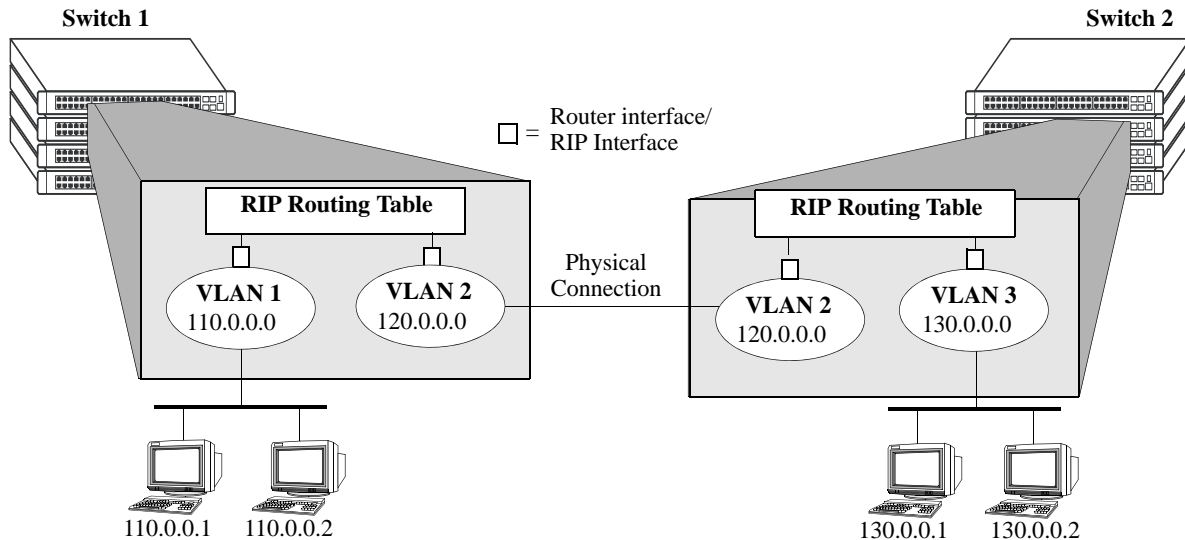 Switch 1
Switch 2
= Router interface/
RIP Interface
RIP Routing Table
RIP Routing Table
VLAN 1
110.0.0.0
VLAN 2
120.0.0.0
Physical
Connection
VLAN 2
120.0.0.0
VLAN 3
130.0.0.0
110.0.0.1
110.0.0.2
130.0.0.1
130.0.0.2